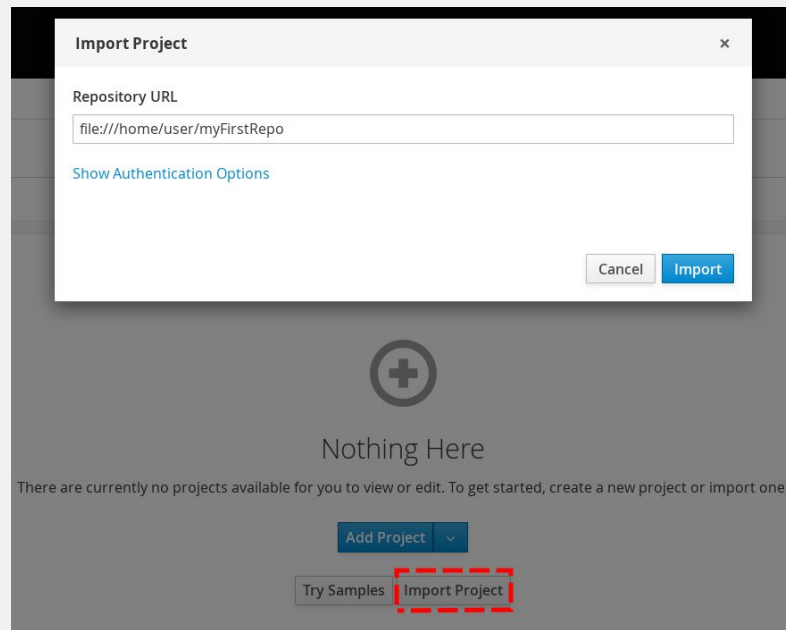 Import Project ×
Repository URL
file:///home/user/myFirstRepo
Show Authentication Options
Cancel Import
Nothing Here
There are currently no projects available for you to view or edit. To get started, create a new project or import one
Add Project
Try Samples Import Project